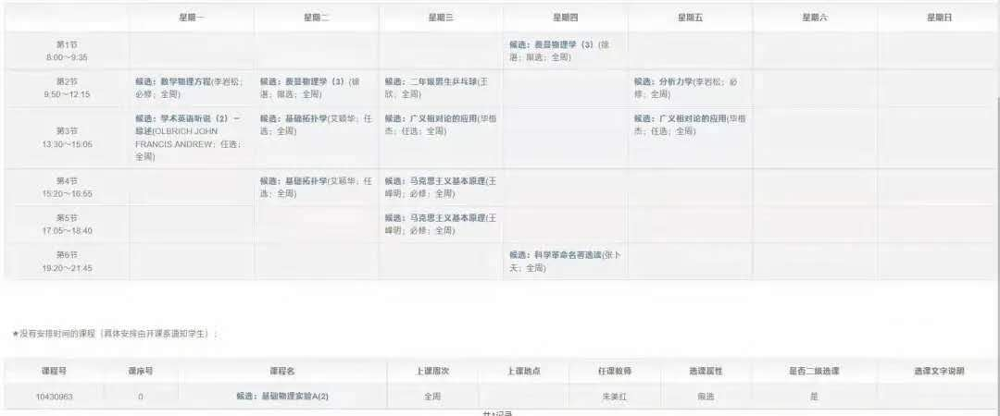 星期一 星期二 星期三 星期四 星期五 星期六 星期日
第1节
8:00~9:35
候选：费曼物理学（3）(徐
湛；限选；全周)
第2节
9:50~12:15
候选：数学物理方程(李岩松；
必修；全周)
候选：费曼物理学（3）(徐
湛；限选；全周)
候选：二年级男生乒乓球(王
欣；全周)
候选：分析力学(李岩松；必
修；全周)
第3节
13:30~15:05
候选：学术英语听说（2）－
综述(OLBRICH JOHN
FRANCIS ANDREW；任选；
全周)
候选：基础拓扑学(艾颖华；任
选；全周)
候选：广义相对论的应用(毕楷
杰；任选；全周)
候选：广义相对论的应用(毕楷
杰；任选；全周)
第4节
15:20~16:55
候选：基础拓扑学(艾颖华；任
选；全周)
候选：马克思主义基本原理(王
峰明；必修；全周)
第5节
17:05~18:40
候选：马克思主义基本原理(王
峰明；必修；全周)
第6节
19:20~21:45
候选：科学革命名著选读(张卜
天；全周)
★没有安排时间的课程（具体安排由开课系通知学生）：
课程号 课序号 课程名 上课周次 上课地点 任课教师 选课属性 是否二级选课 选课文字说明
10430963 0 候选：基础物理实验A(2) 全周 朱美红 限选 是
共1记录